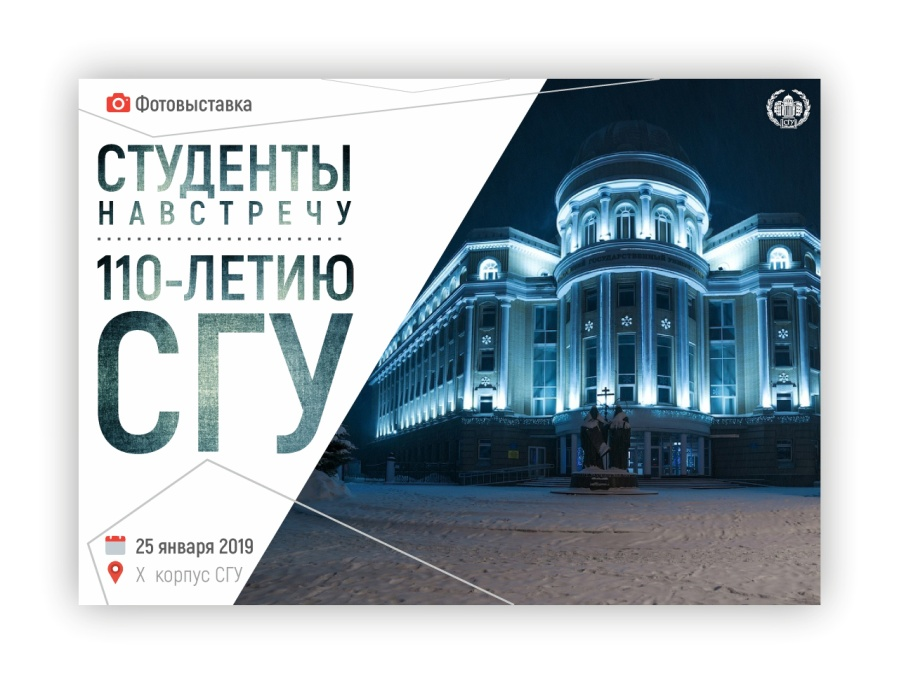 Фотовыставка
СТУДЕНТЫ
НАВСТРЕЧУ
110-ЛЕТИЮ
СГУ
25 января 2019
X корпус СГУ